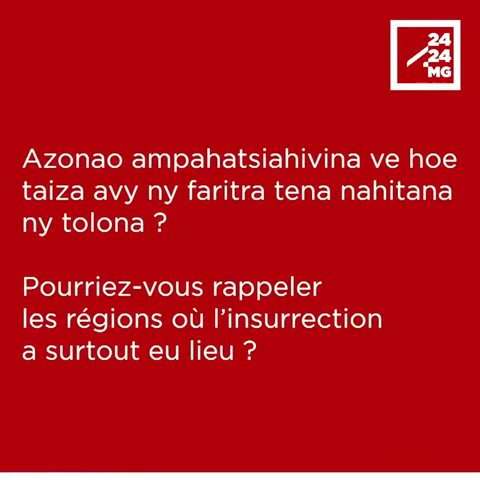 24
24
MG
Azonao ampahatsiahivina ve hoe
taiza avy ny faritra tena nahitana
ny tolona ?
Pourriez-vous rappeler
les régions où l’insurrection
a surtout eu lieu ?